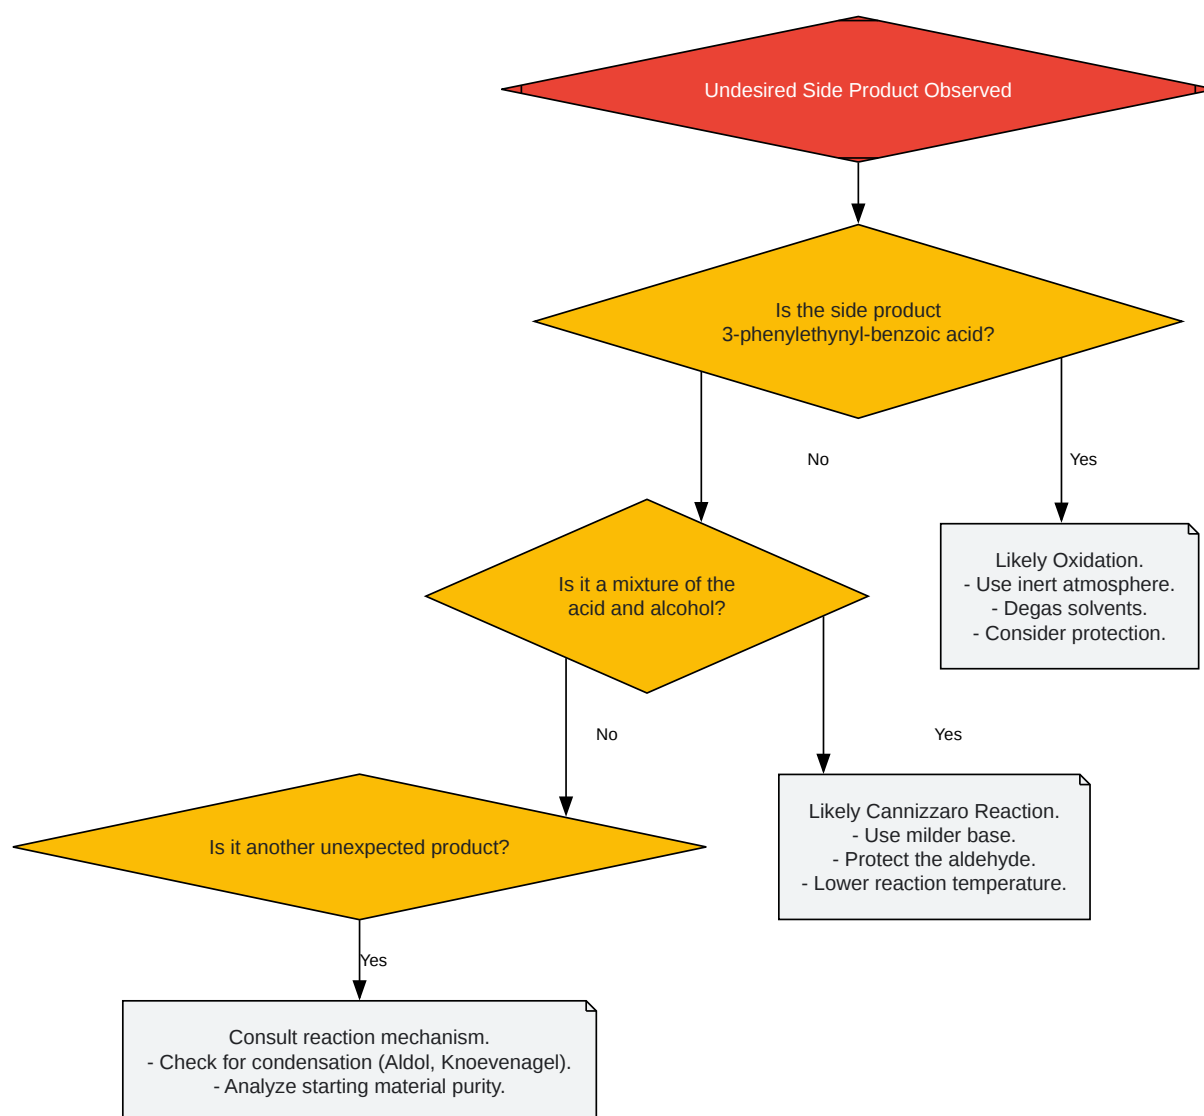 Undesired Side Product Observed
Is the side product
3-phenylethynyl-benzoic acid?
No
Yes
Likely Oxidation.
- Use inert atmosphere.
- Degas solvents.
- Consider protection.
Is it a mixture of the
acid and alcohol?
No
Yes
Likely Cannizzaro Reaction.
- Use milder base.
- Protect the aldehyde.
- Lower reaction temperature.
Is it another unexpected product?
Yes
Consult reaction mechanism.
- Check for condensation (Aldol, Knoevenagel).
- Analyze starting material purity.